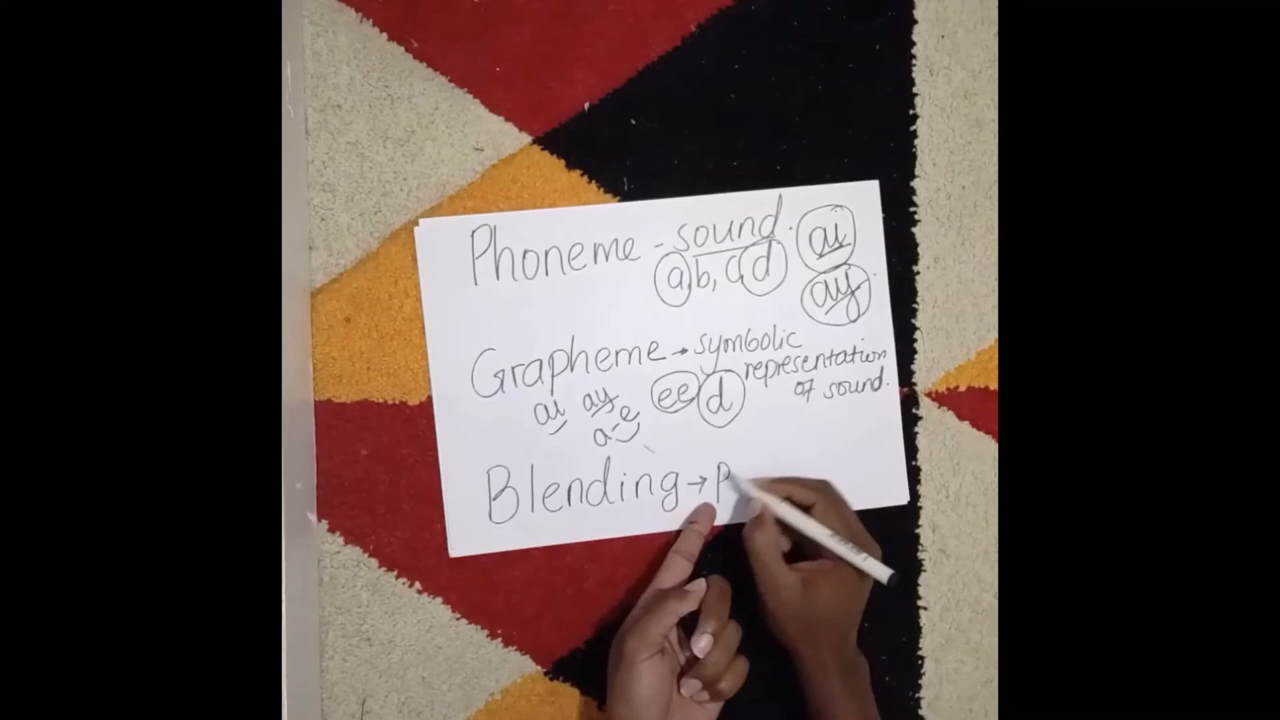 Phoneme - sound.
a, b, c, d
ai
ay
Grapheme → symbolic
representation
of sound.
ai ay ee d
a-e
Blending → P